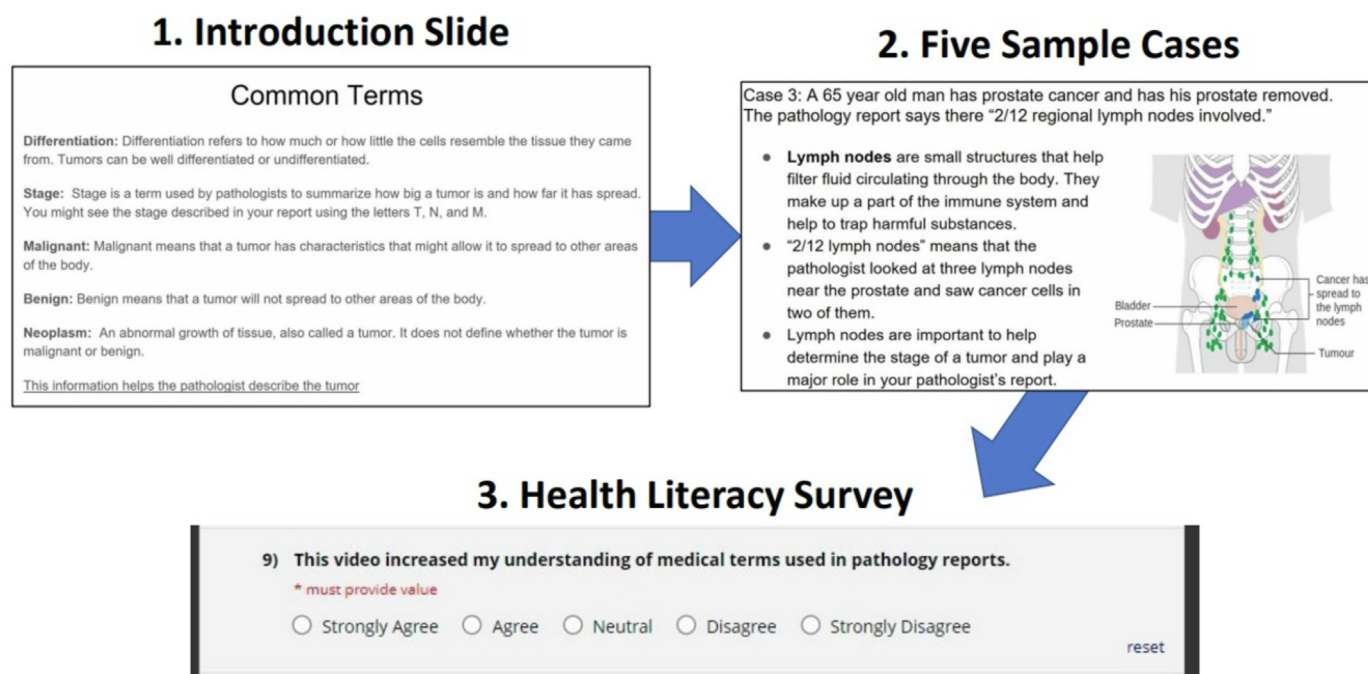 1. Introduction Slide
Common Terms
Differentiation: Differentiation refers to how much or how little the cells resemble the tissue they came
from. Tumors can be well differentiated or undifferentiated.
Stage: Stage is a term used by pathologists to summarize how big a tumor is and how far it has spread.
You might see the stage described in your report using the letters T, N, and M.
Malignant: Malignant means that a tumor has characteristics that might allow it to spread to other areas
of the body.
Benign: Benign means that a tumor will not spread to other areas of the body.
Neoplasm: An abnormal growth of tissue, also called a tumor. It does not define whether the tumor is
malignant or benign.
This information helps the pathologist describe the tumor
2. Five Sample Cases
Case 3: A 65 year old man has prostate cancer and has his prostate removed.
The pathology report says there “2/12 regional lymph nodes involved.”
● Lymph nodes are small structures that help
filter fluid circulating through the body. They
make up a part of the immune system and
help to trap harmful substances.
● “2/12 lymph nodes” means that the
pathologist looked at three lymph nodes
near the prostate and saw cancer cells in
two of them.
● Lymph nodes are important to help
determine the stage of a tumor and play a
major role in your pathologist’s report.
Bladder
Prostate
Cancer has
spread to
the lymph
nodes
Tumour
3. Health Literacy Survey
9) This video increased my understanding of medical terms used in pathology reports.
* must provide value
Strongly Agree Agree Neutral Disagree Strongly Disagree
reset